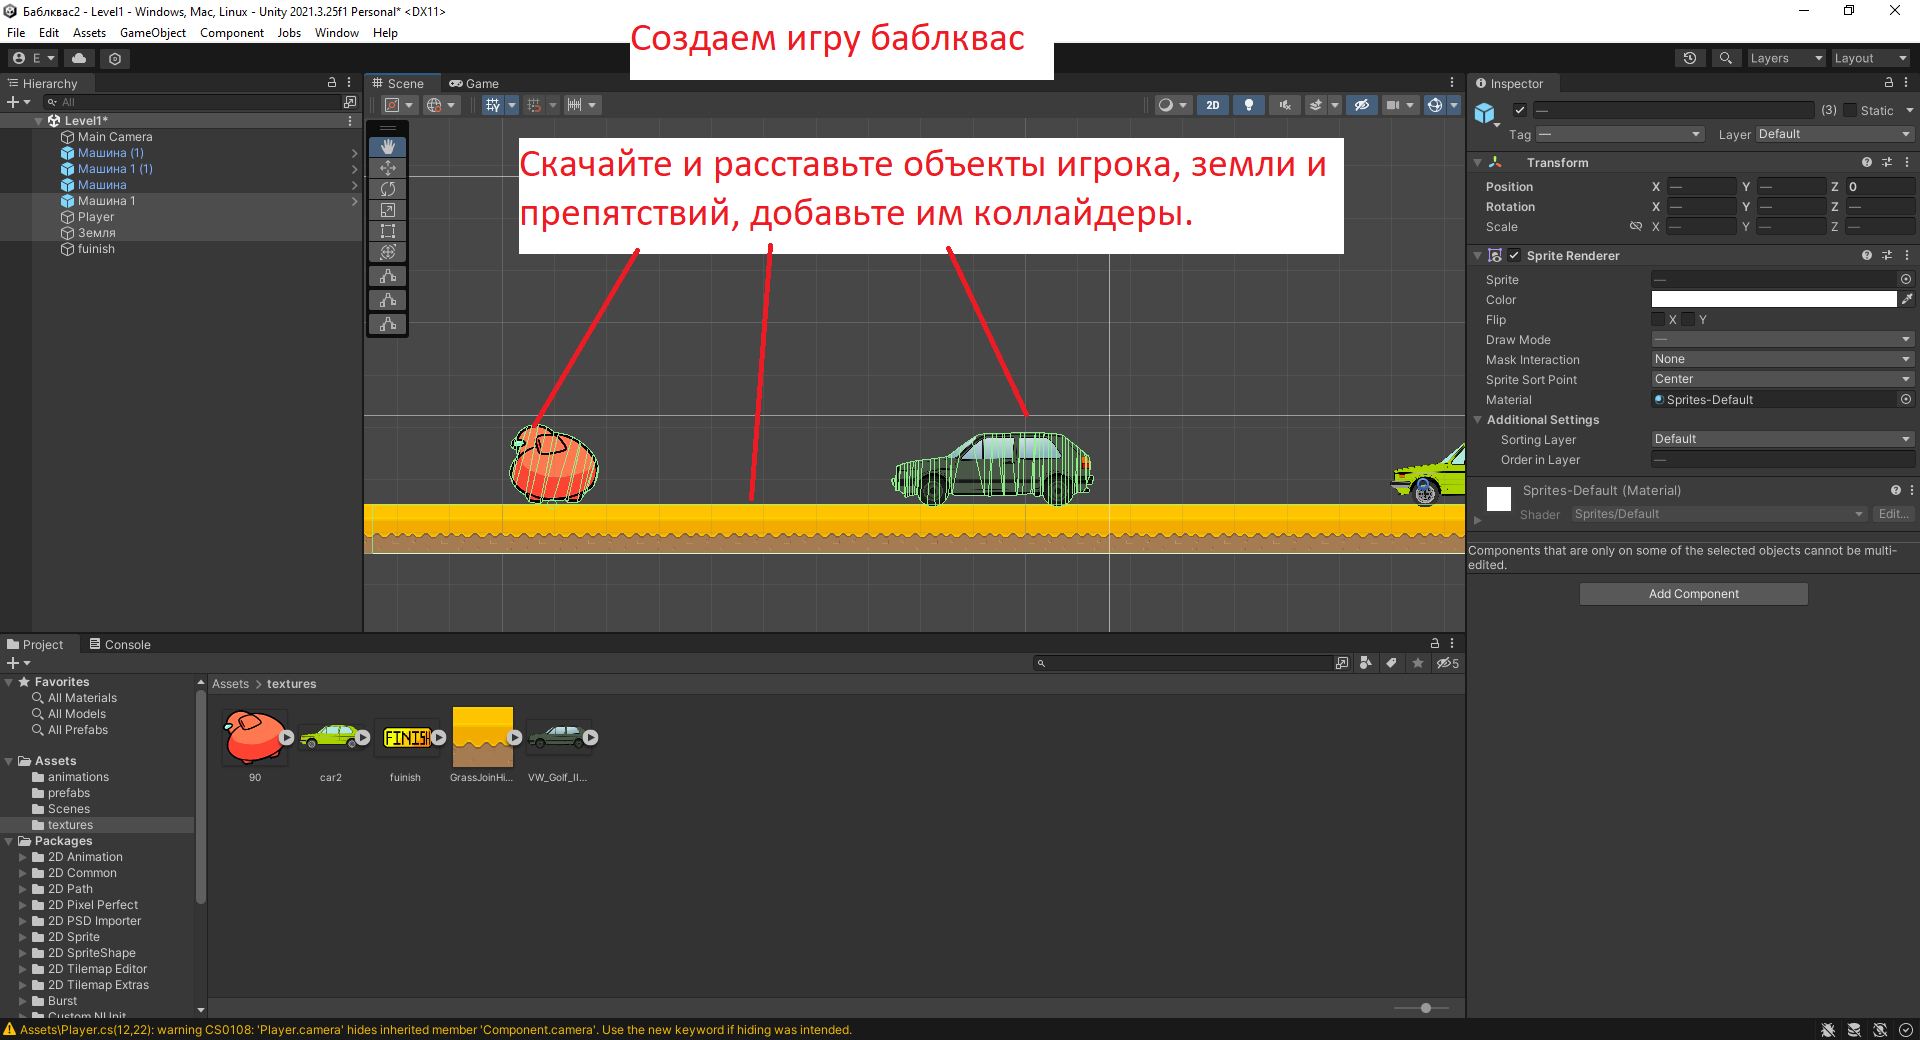 Баблквас2 - Level1 - Windows, Mac, Linux - Unity 2021.3.25f1 Personal* <DX11>
File Edit Assets GameObject Component Jobs Window Help
Создаем игру баблквас
E
Layers
Layout
Hierarchy
All
Level1*
Main Camera
Машина (1)
Машина 1 (1)
Машина
Машина 1
Player
Земля
fuinish
Scene
Game
2D
Скачайте и расставьте объекты игрока, земли и
препятствий, добавьте им коллайдеры.
Inspector
— (3) Static
Tag — Layer Default
Transform
Position X — Y — Z 0
Rotation X — Y — Z —
Scale X — Y — Z —
Sprite Renderer
Sprite —
Color
Flip X Y
Draw Mode —
Mask Interaction None
Sprite Sort Point Center
Material Sprites-Default
Additional Settings
Sorting Layer Default
Order in Layer —
Sprites-Default (Material)
Shader Sprites/Default Edit...
Components that are only on some of the selected objects cannot be multi-
edited.
Add Component
Project
Console
5
Favorites
All Materials
All Models
All Prefabs
Assets
animations
prefabs
Scenes
textures
Packages
2D Animation
2D Common
2D Path
2D Pixel Perfect
2D PSD Importer
2D Sprite
2D SpriteShape
2D Tilemap Editor
2D Tilemap Extras
Burst
Custom NUnit
Assets > textures
FINISH
90
car2
fuinish
GrassJoinHi...
VW_Golf_II...
Assets\Player.cs(12,22): warning CS0108: 'Player.camera' hides inherited member 'Component.camera'. Use the new keyword if hiding was intended.